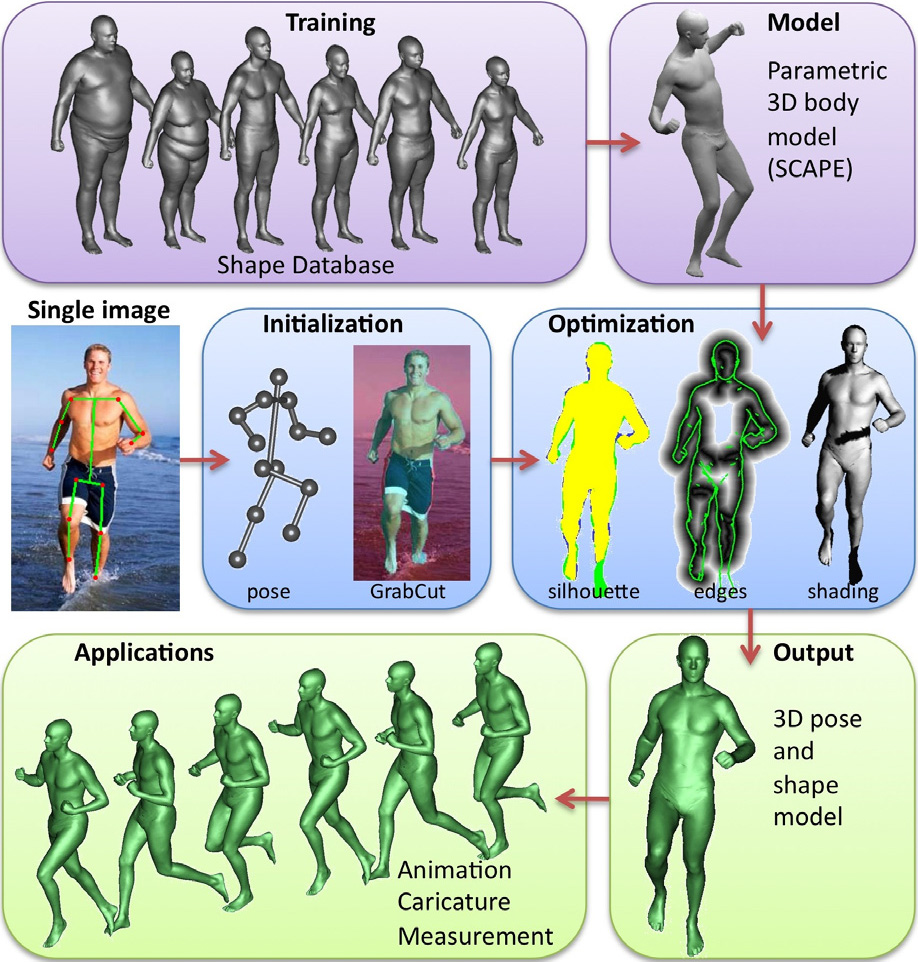 Training
Shape Database
Model
Parametric
3D body
model
(SCAPE)
Single image
Initialization
pose
GrabCut
Optimization
silhouette
edges
shading
Applications
Animation
Caricature
Measurement
Output
3D pose
and
shape
model